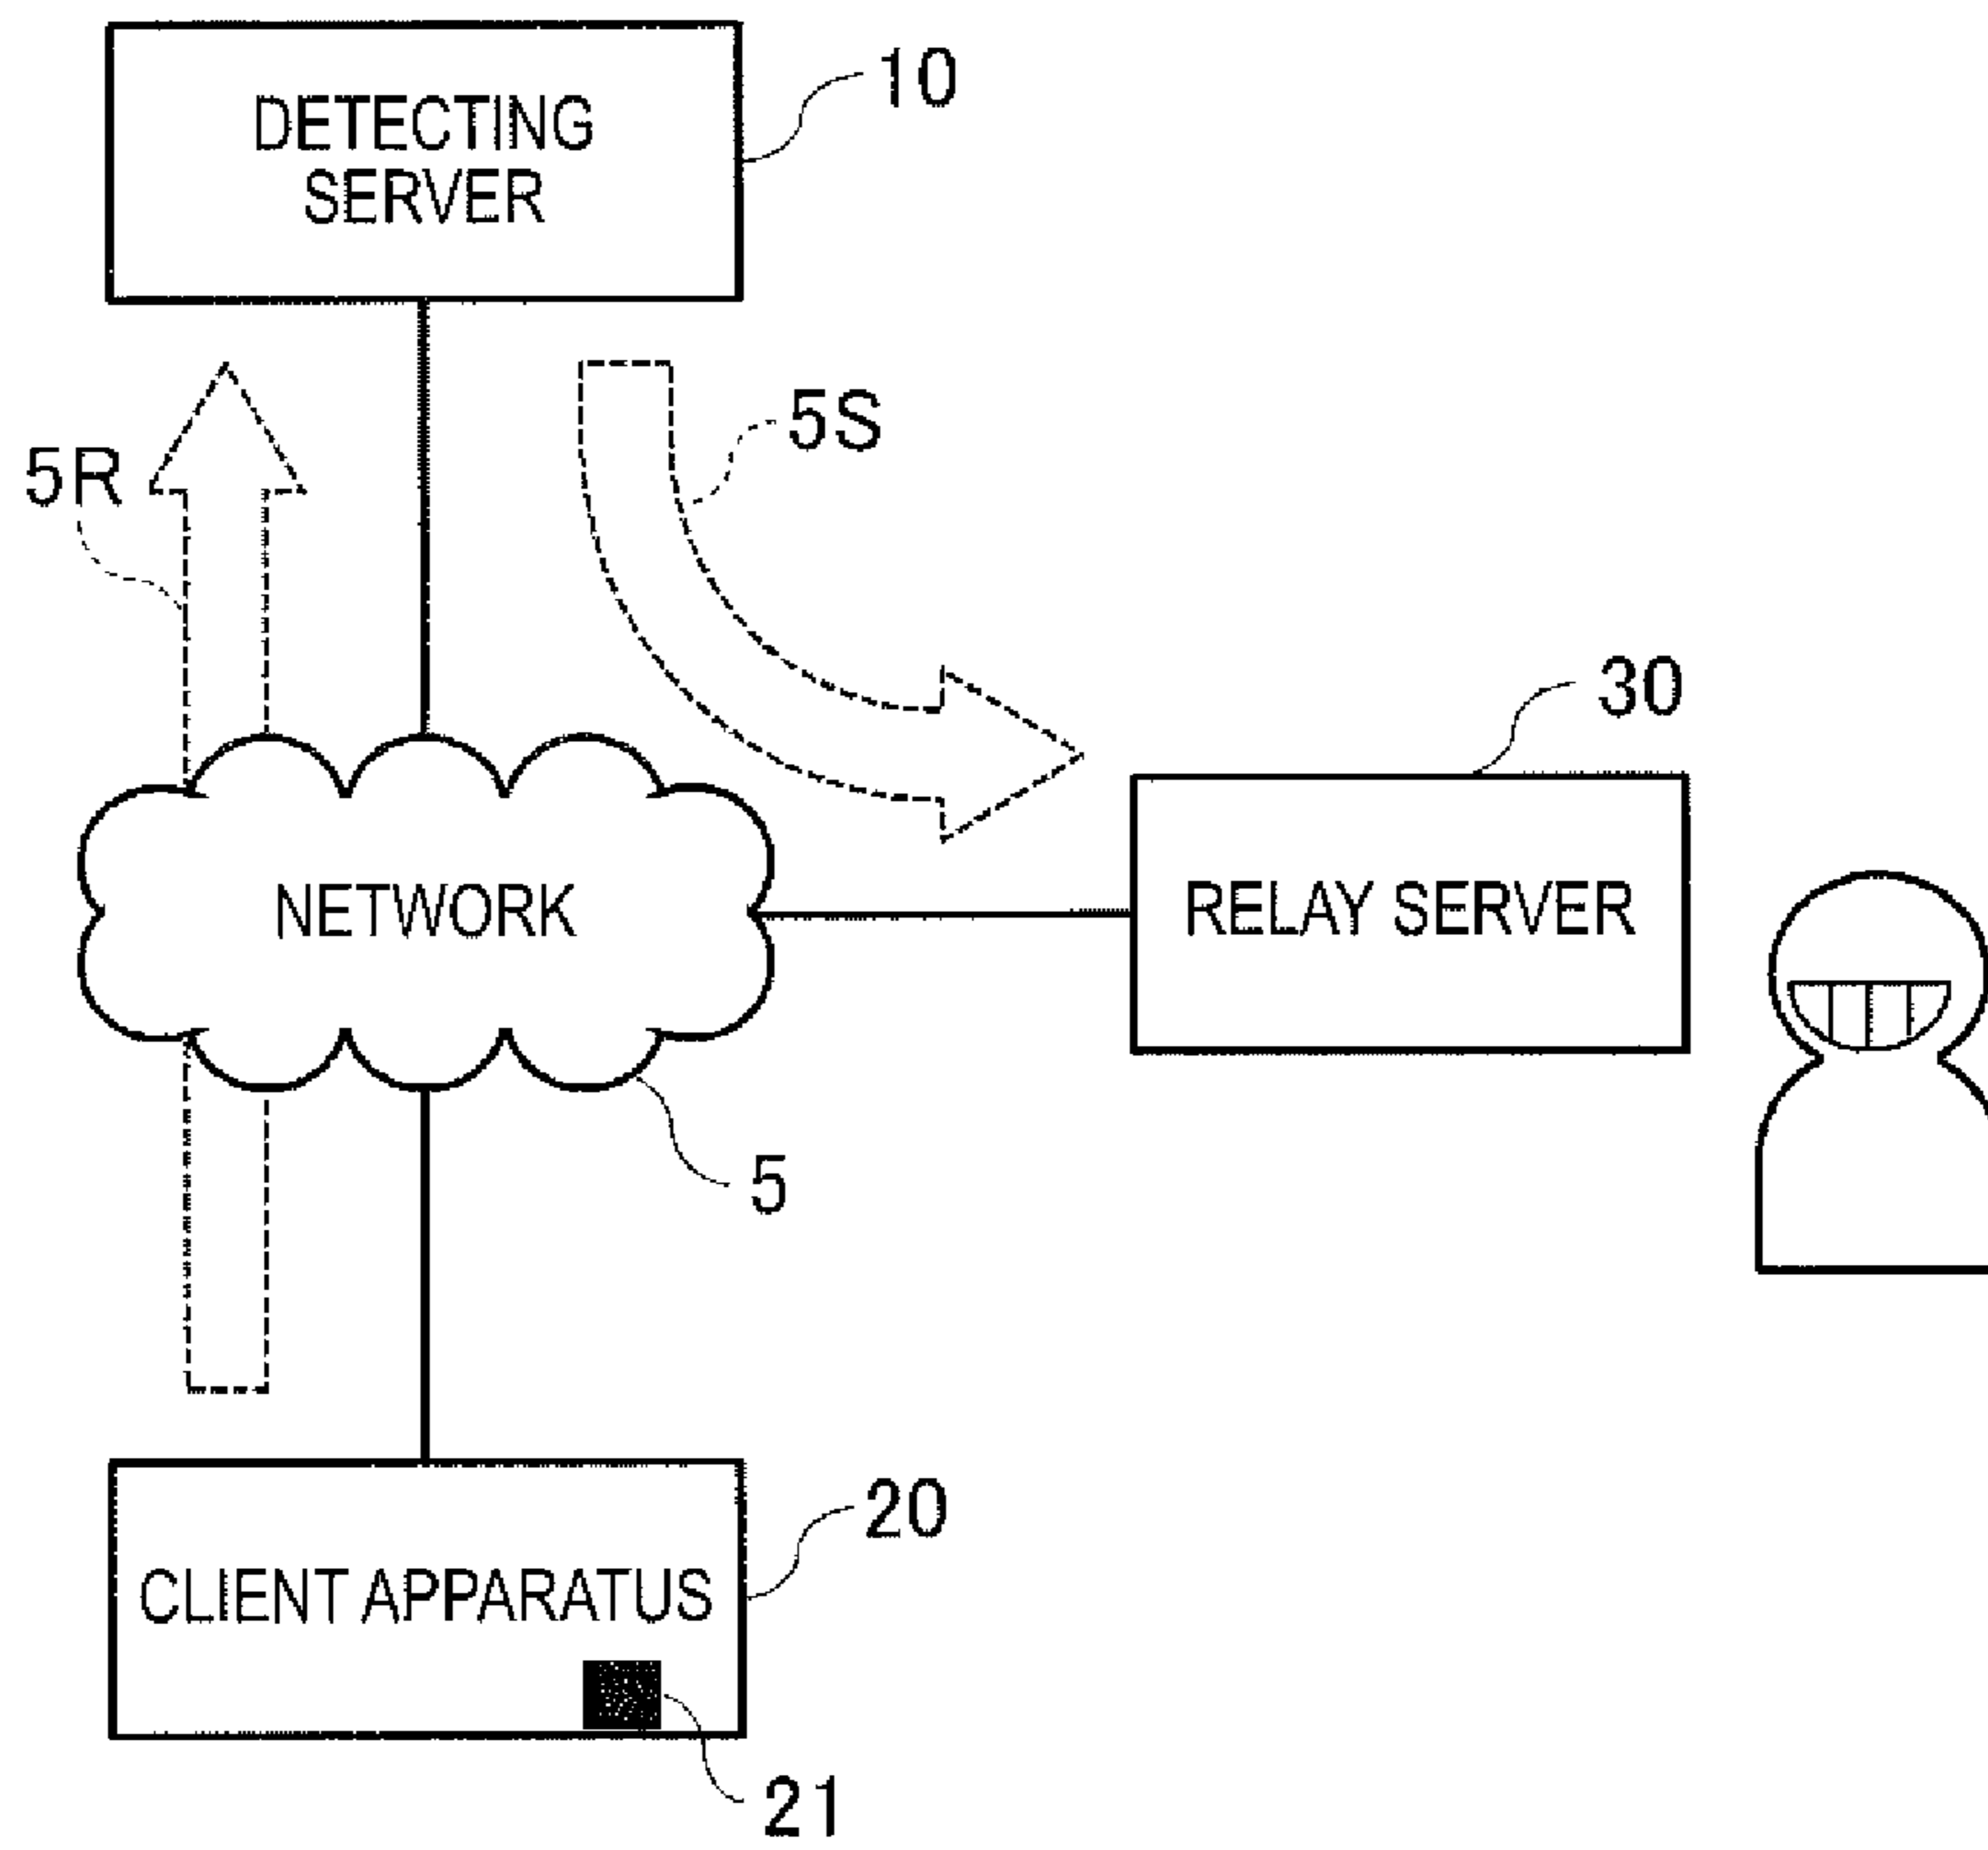 DETECTING
SERVER
10
5R
5S
30
NETWORK
RELAY SERVER
5
20
CLIENT APPARATUS
21